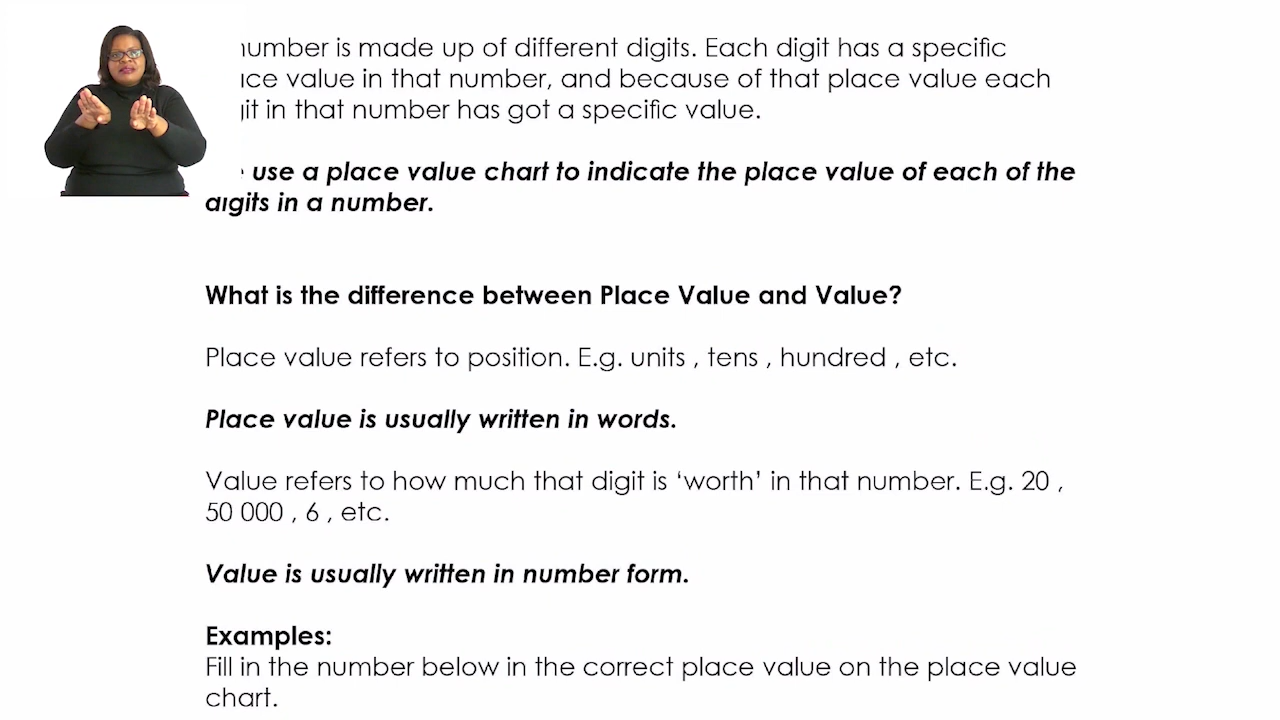 number is made up of different digits. Each digit has a specific
value in that number, and because of that place value each
in that number has got a specific value.
use a place value chart to indicate the place value of each of the
digits in a number.
What is the difference between Place Value and Value?
Place value refers to position. E.g. units , tens , hundred , etc.
Place value is usually written in words.
Value refers to how much that digit is ‘worth’ in that number. E.g. 20 ,
50 000 , 6 , etc.
Value is usually written in number form.
Examples:
Fill in the number below in the correct place value on the place value
chart.